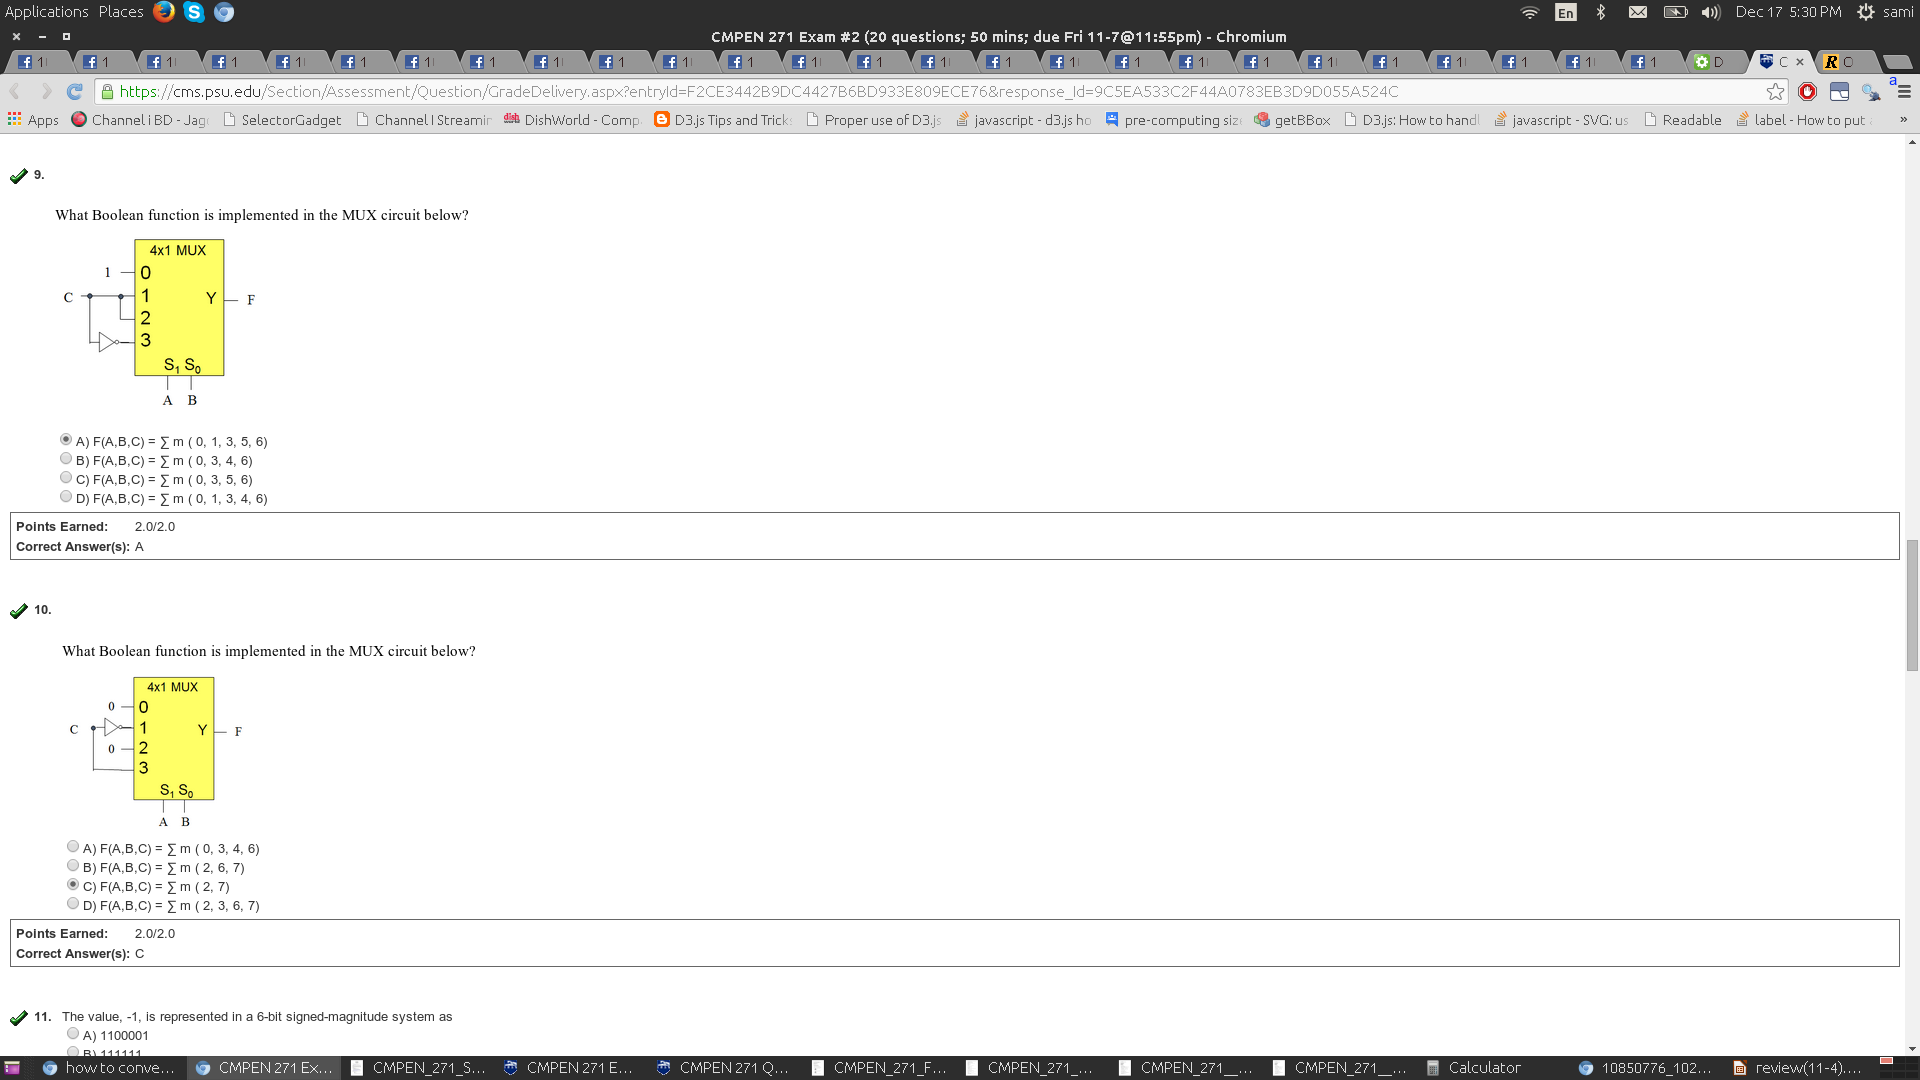 Applications Places
En
Dec 17 5:30 PM
sami
CMPEN 271 Exam #2 (20 questions; 50 mins; due Fri 11-7@11:55pm) - Chromium
https://cms.psu.edu/Section/Assessment/Question/GradeDelivery.aspx?entryId=F2CE3442B9DC4427B6BD933E809ECE76&response_Id=9C5EA533C2F44A0783EB3D9D055A524C
Apps Channel i BD - Jag SelectorGadget Channel I Streamin DishWorld - Comp D3.js Tips and Trick Proper use of D3.js javascript - d3.js ho pre-computing siz getBBox D3.js: How to handl javascript - SVG: us Readable label - How to put »
9.
What Boolean function is implemented in the MUX circuit below?
4x1 MUX
1 0
C 1 Y F
2
3
S1 S0
A B
A) F(A,B,C) = ∑ m ( 0, 1, 3, 5, 6)
B) F(A,B,C) = ∑ m ( 0, 3, 4, 6)
C) F(A,B,C) = ∑ m ( 0, 3, 5, 6)
D) F(A,B,C) = ∑ m ( 0, 1, 3, 4, 6)
Points Earned: 2.0/2.0
Correct Answer(s): A
10.
What Boolean function is implemented in the MUX circuit below?
4x1 MUX
0 0
C 1 Y F
0 2
3
S1 S0
A B
A) F(A,B,C) = ∑ m ( 0, 3, 4, 6)
B) F(A,B,C) = ∑ m ( 2, 6, 7)
C) F(A,B,C) = ∑ m ( 2, 7)
D) F(A,B,C) = ∑ m ( 2, 3, 6, 7)
Points Earned: 2.0/2.0
Correct Answer(s): C
11. The value, -1, is represented in a 6-bit signed-magnitude system as
A) 1100001
B) 111111
how to conve... CMPEN 271 Ex... CMPEN_271_S... CMPEN 271 E... CMPEN 271 Q... CMPEN_271_F... CMPEN_271_... CMPEN_271__... CMPEN_271__... Calculator 10850776_102... review(11-4)....